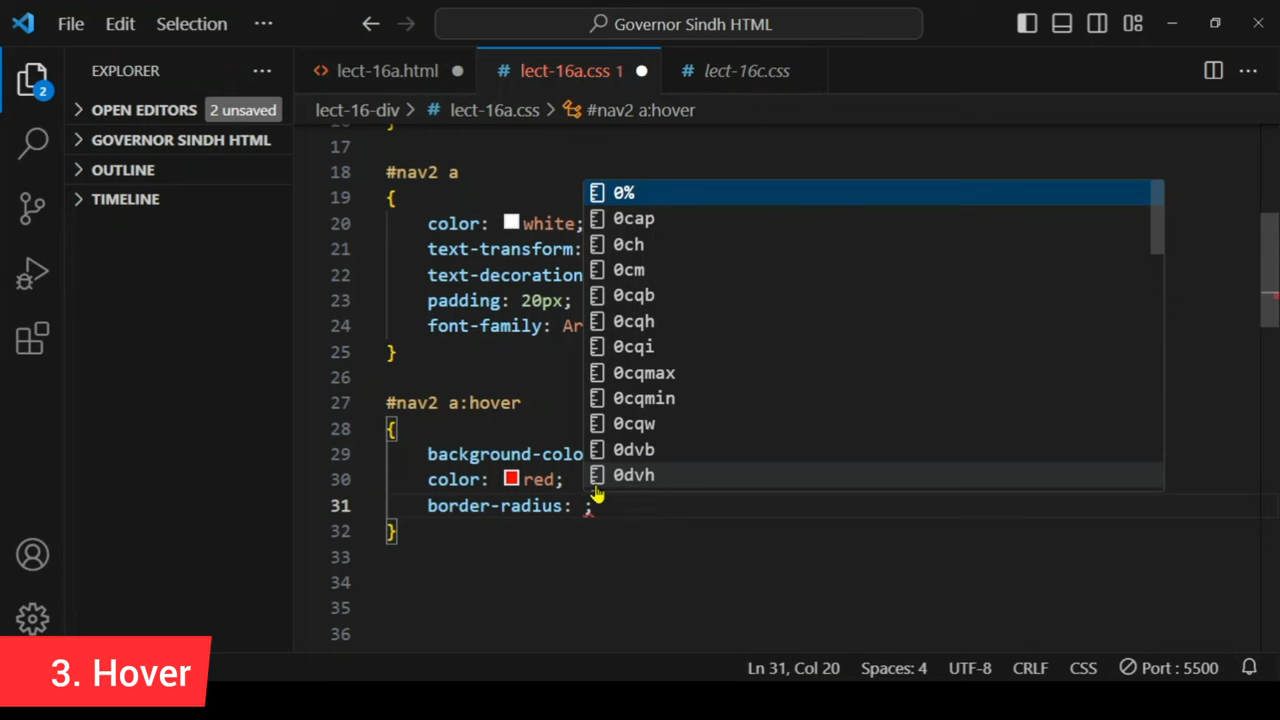 File Edit Selection ··· Governor Sindh HTML
EXPLORER ···
2
OPEN EDITORS 2 unsaved
GOVERNOR SINDH HTML
OUTLINE
TIMELINE
<> lect-16a.html ● # lect-16a.css 1 ● # lect-16c.css ···
lect-16-div > # lect-16a.css > #nav2 a:hover
17
18 #nav2 a
19 {
20 color: white;
21 text-transform:
22 text-decoration
23 padding: 20px;
24 font-family: Ar
25 }
26
27 #nav2 a:hover
28 {
29 background-colo
30 color: red;
31 border-radius: ;
32 }
33
34
35
36
0%
0cap
0ch
0cm
0cqb
0cqh
0cqi
0cqmax
0cqmin
0cqw
0dvb
0dvh
3. Hover
Ln 31, Col 20 Spaces: 4 UTF-8 CRLF CSS Port : 5500